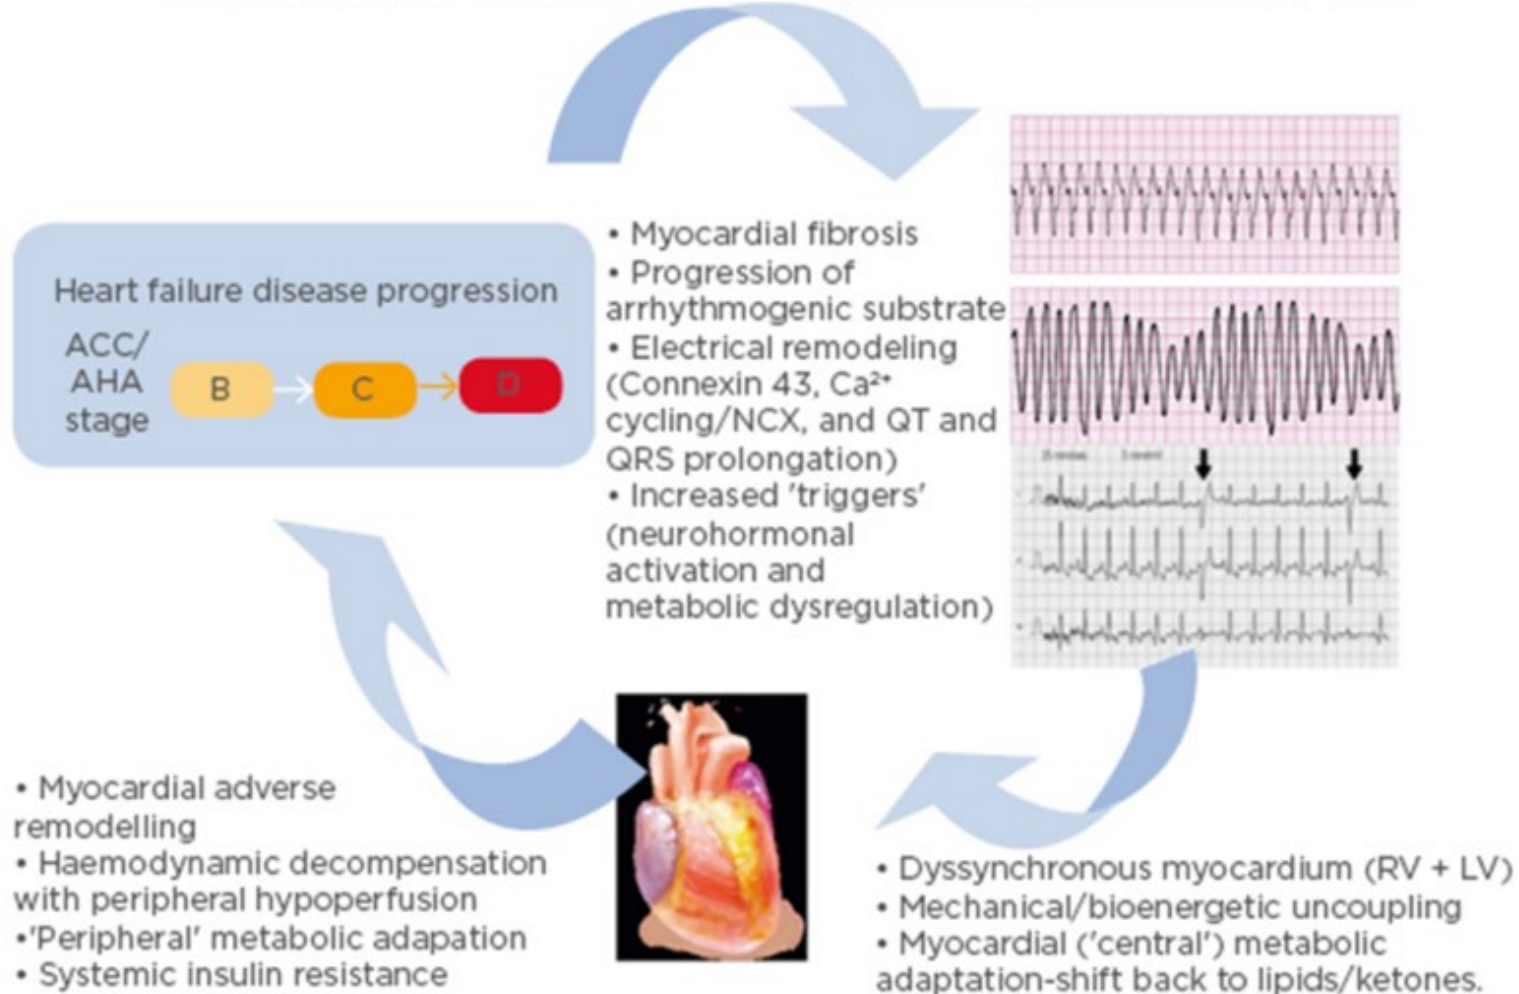 Heart failure disease progression
ACC/
AHA
stage
B
C
D
• Myocardial fibrosis
• Progression of
arrhythmogenic substrate
• Electrical remodeling
(Connexin 43, Ca²⁺
cycling/NCX, and QT and
QRS prolongation)
• Increased 'triggers'
(neurohormonal
activation and
metabolic dysregulation)
• Myocardial adverse
remodelling
• Haemodynamic decompensation
with peripheral hypoperfusion
•'Peripheral' metabolic adapation
• Systemic insulin resistance
• Dyssynchronous myocardium (RV + LV)
• Mechanical/bioenergetic uncoupling
• Myocardial ('central') metabolic
adaptation-shift back to lipids/ketones.